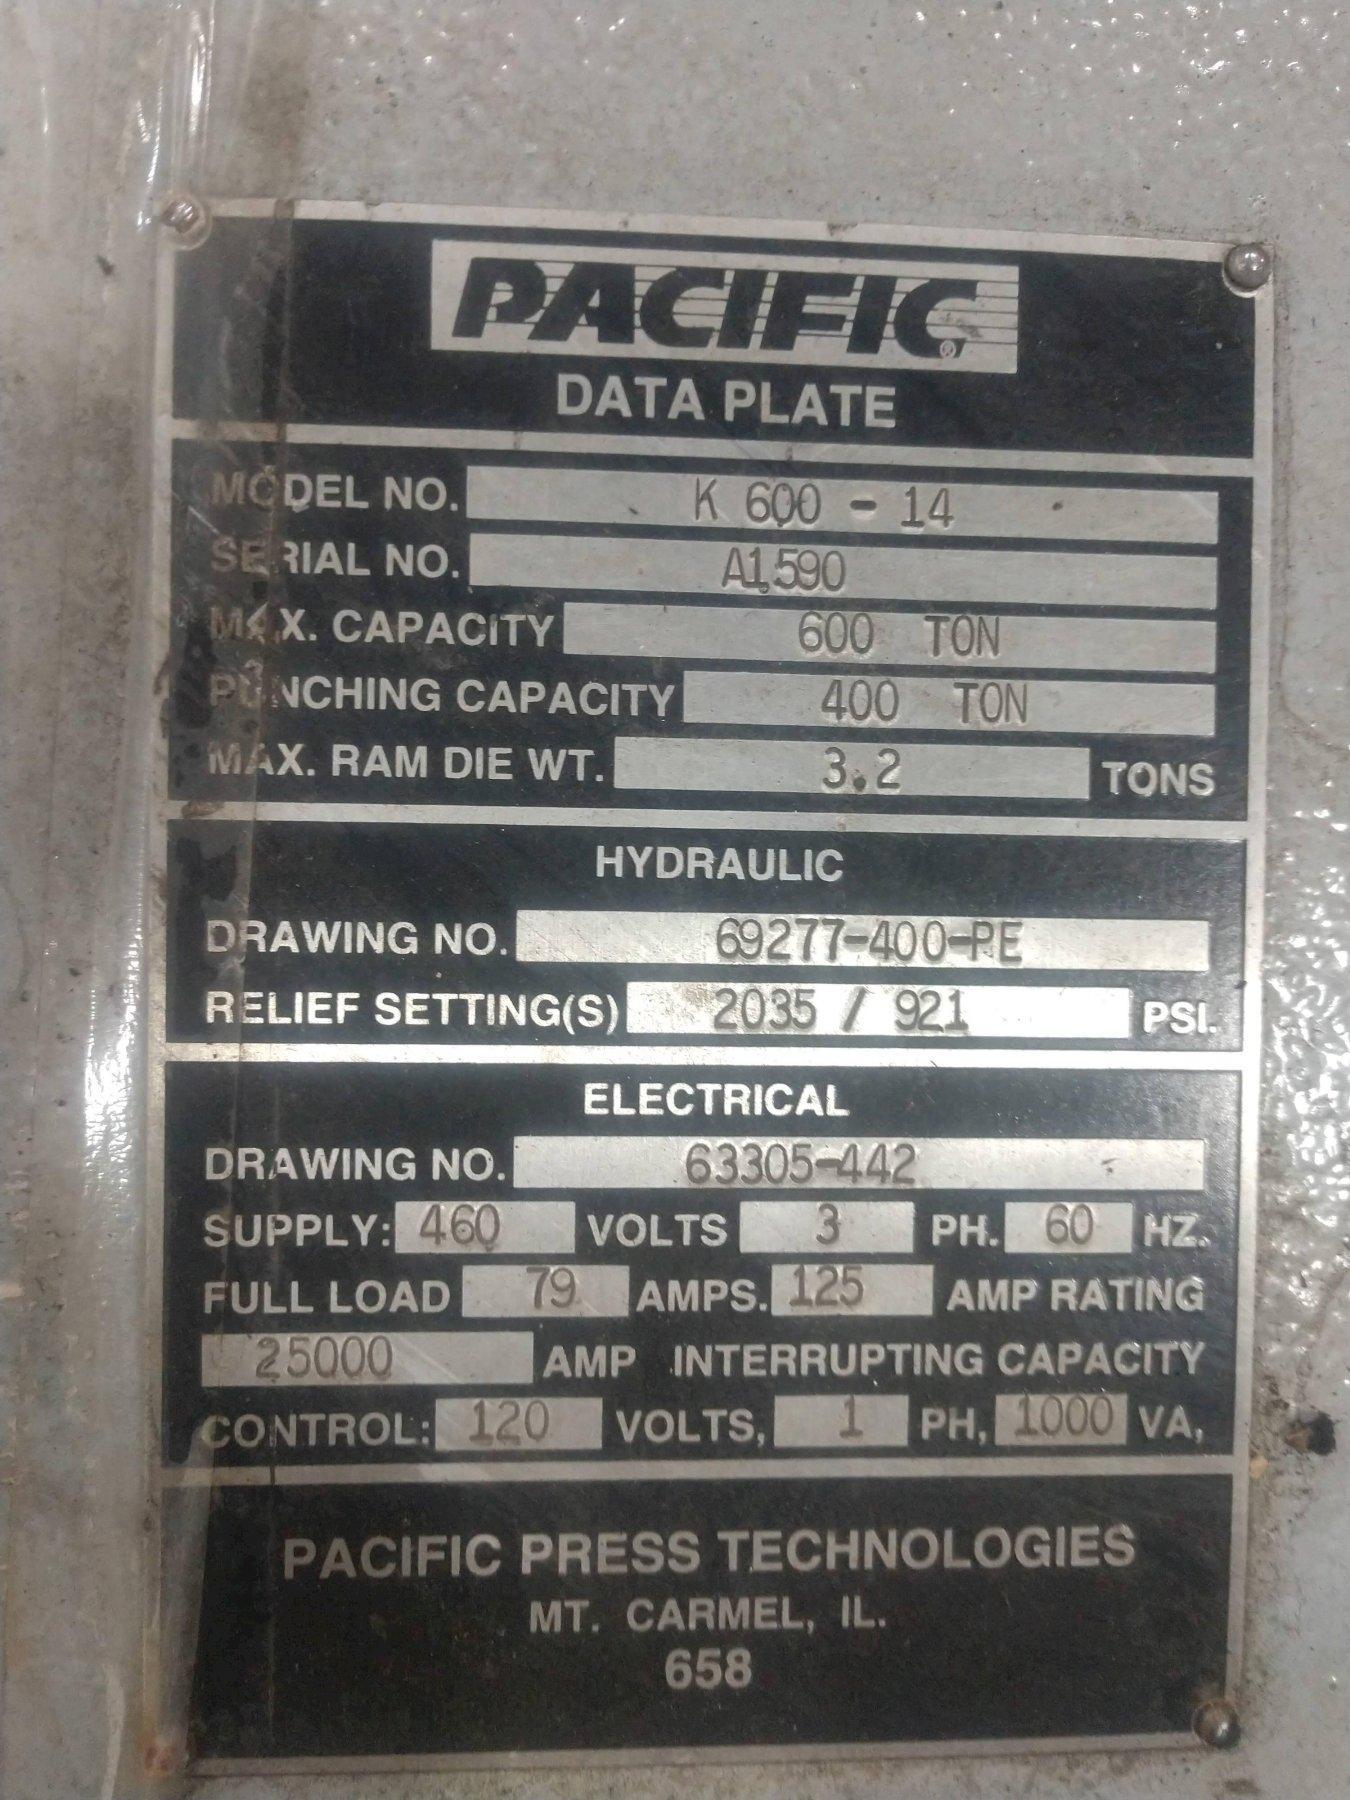 PACIFIC®
DATA PLATE
MODEL NO. K 600 - 14
SERIAL NO. A1590
MAX. CAPACITY 600 TON
PUNCHING CAPACITY 400 TON
MAX. RAM DIE WT. 3.2 TONS
HYDRAULIC
DRAWING NO. 69277-400-PE
RELIEF SETTING(S) 2035 / 921 PSI.
ELECTRICAL
DRAWING NO. 63305-442
SUPPLY: 460 VOLTS 3 PH. 60 HZ.
FULL LOAD 79 AMPS. 125 AMP RATING
25000 AMP INTERRUPTING CAPACITY
CONTROL: 120 VOLTS, 1 PH, 1000 VA,
PACIFIC PRESS TECHNOLOGIES
MT. CARMEL, IL.
658